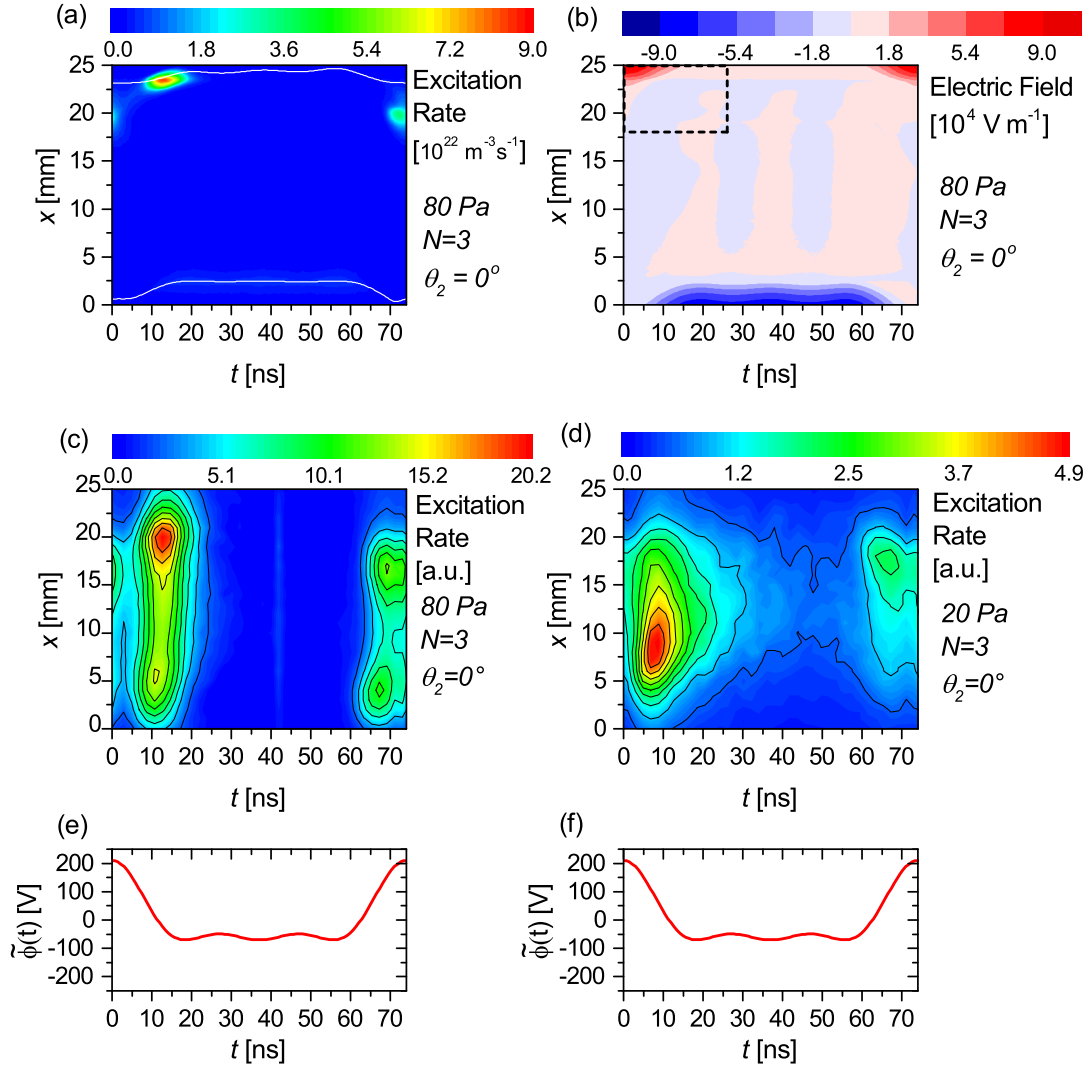 (a)
0.0 1.8 3.6 5.4 7.2 9.0
25
20
15
10
5
0
x [mm]
0 10 20 30 40 50 60 70
t [ns]
Excitation
Rate
[10²² m⁻³s⁻¹]
80 Pa
N=3
θ₂ = 0°
(b)
-9.0 -5.4 -1.8 1.8 5.4 9.0
25
20
15
10
5
0
x [mm]
0 10 20 30 40 50 60 70
t [ns]
Electric Field
[10⁴ V m⁻¹]
80 Pa
N=3
θ₂ = 0°
(c)
0.0 5.1 10.1 15.2 20.2
25
20
15
10
5
0
x [mm]
0 10 20 30 40 50 60 70
t [ns]
Excitation
Rate
[a.u.]
80 Pa
N=3
θ₂=0°
(d)
0.0 1.2 2.5 3.7 4.9
25
20
15
10
5
0
x [mm]
0 10 20 30 40 50 60 70
t [ns]
Excitation
Rate
[a.u.]
20 Pa
N=3
θ₂=0°
(e)
200
100
0
-100
-200
ϕ̃(t) [V]
0 10 20 30 40 50 60 70
t [ns]
(f)
200
100
0
-100
-200
ϕ̃(t) [V]
0 10 20 30 40 50 60 70
t [ns]